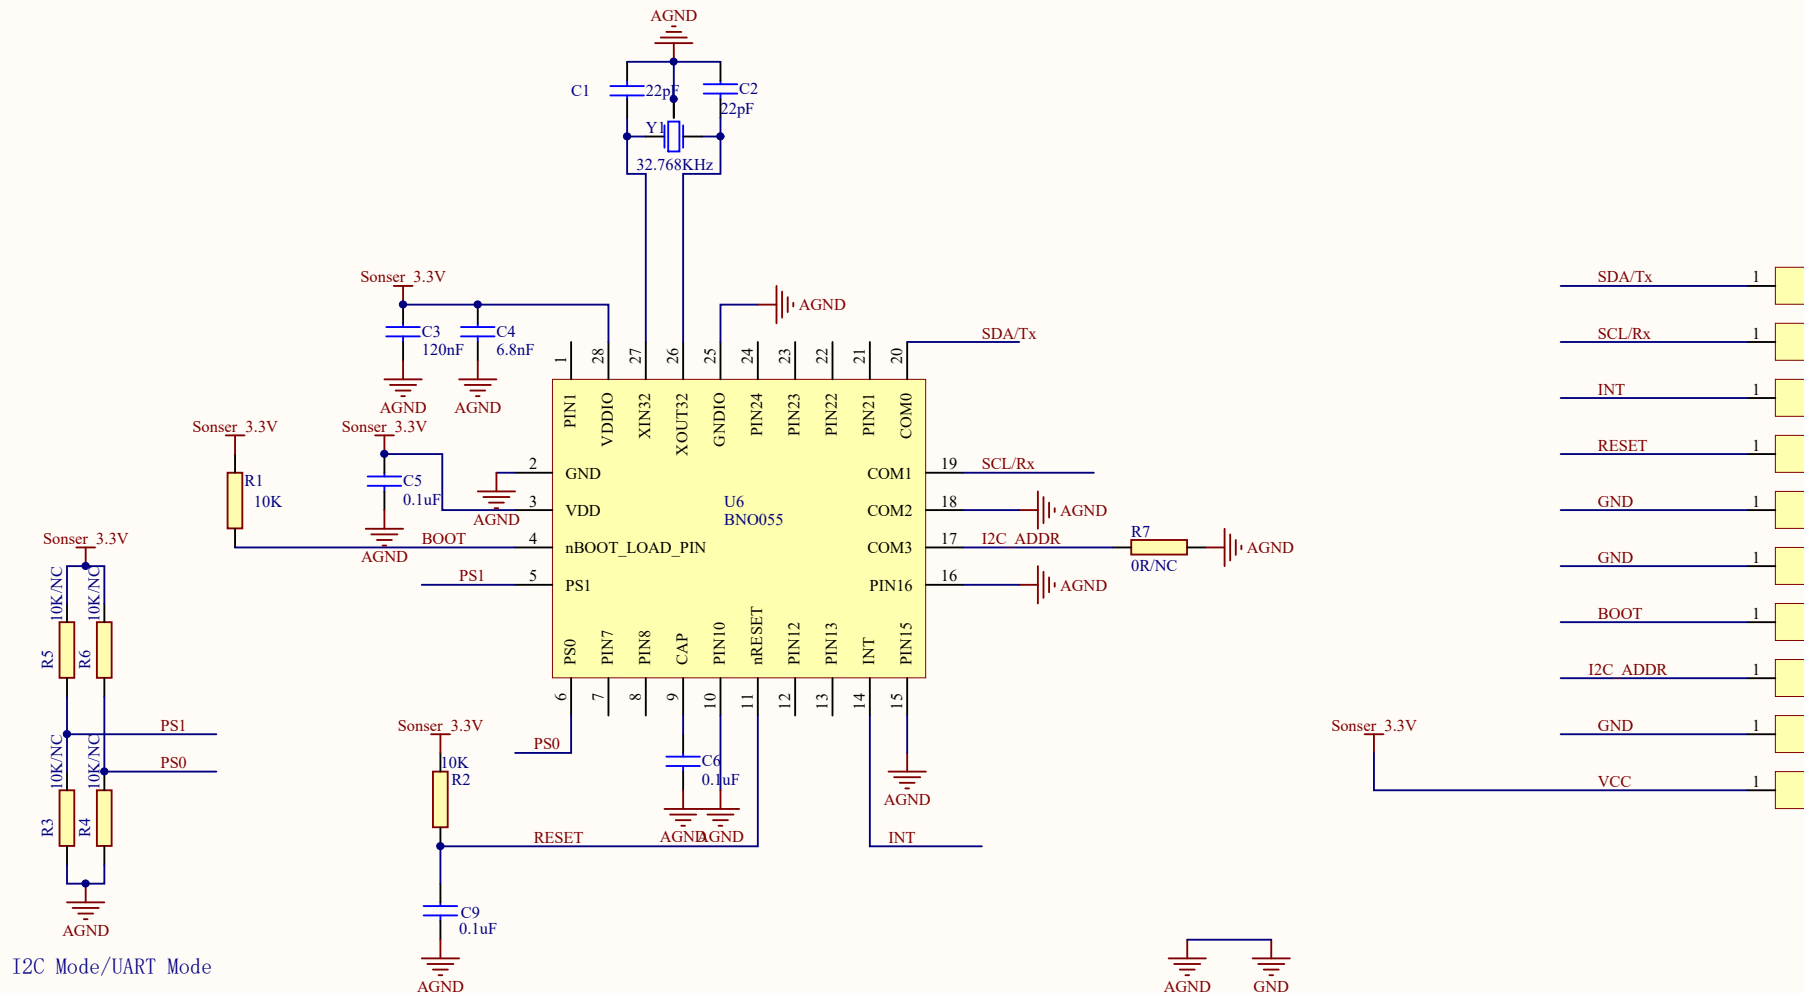 AGND
C1
22pF
C2
22pF
Y1
32.768KHz
Sonser_3.3V
C3
120nF
C4
6.8nF
AGND
AGND
AGND
SDA/Tx
1
28
27
26
25
24
23
22
21
20
PIN1
VDDIO
XIN32
XOUT32
GNDIO
PIN24
PIN23
PIN22
PIN21
COM0
Sonser_3.3V
R1
10K
Sonser_3.3V
C5
0.1uF
AGND
AGND
BOOT
PS1
2
GND
3
VDD
4
nBOOT_LOAD_PIN
5
PS1
U6
BNO055
COM1
19
SCL/Rx
COM2
18
AGND
COM3
17
I2C_ADDR
R7
0R/NC
AGND
PIN16
16
AGND
PS0
PIN7
PIN8
CAP
PIN10
nRESET
PIN12
PIN13
INT
PIN15
6
7
8
9
10
11
12
13
14
15
PS0
C6
0.1uF
AGND
AGND
AGND
INT
Sonser_3.3V
10K
R2
RESET
C9
0.1uF
AGND
Sonser_3.3V
10K/NC
10K/NC
R5
R6
PS1
PS0
10K/NC
10K/NC
R3
R4
AGND
I2C Mode/UART Mode
SDA/Tx 1
SCL/Rx 1
INT 1
RESET 1
GND 1
GND 1
BOOT 1
I2C_ADDR 1
GND 1
Sonser_3.3V
VCC 1
AGND
GND